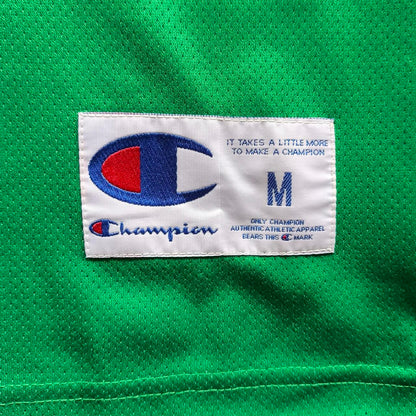 Champion
IT TAKES A LITTLE MORE
TO MAKE A CHAMPION
M
ONLY CHAMPION
AUTHENTIC ATHLETIC APPAREL
BEARS THIS C MARK